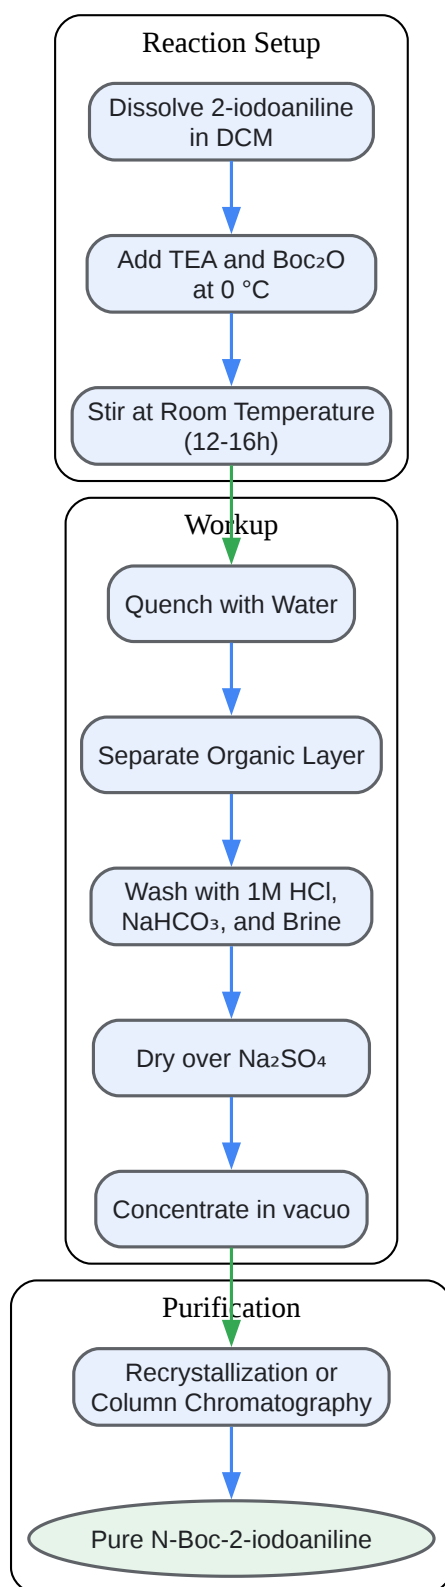 Reaction Setup
Dissolve 2-iodoaniline
in DCM
Add TEA and Boc₂O
at 0 °C
Stir at Room Temperature
(12-16h)
Workup
Quench with Water
Separate Organic Layer
Wash with 1M HCl,
NaHCO₃, and Brine
Dry over Na₂SO₄
Concentrate in vacuo
Purification
Recrystallization or
Column Chromatography
Pure N-Boc-2-iodoaniline